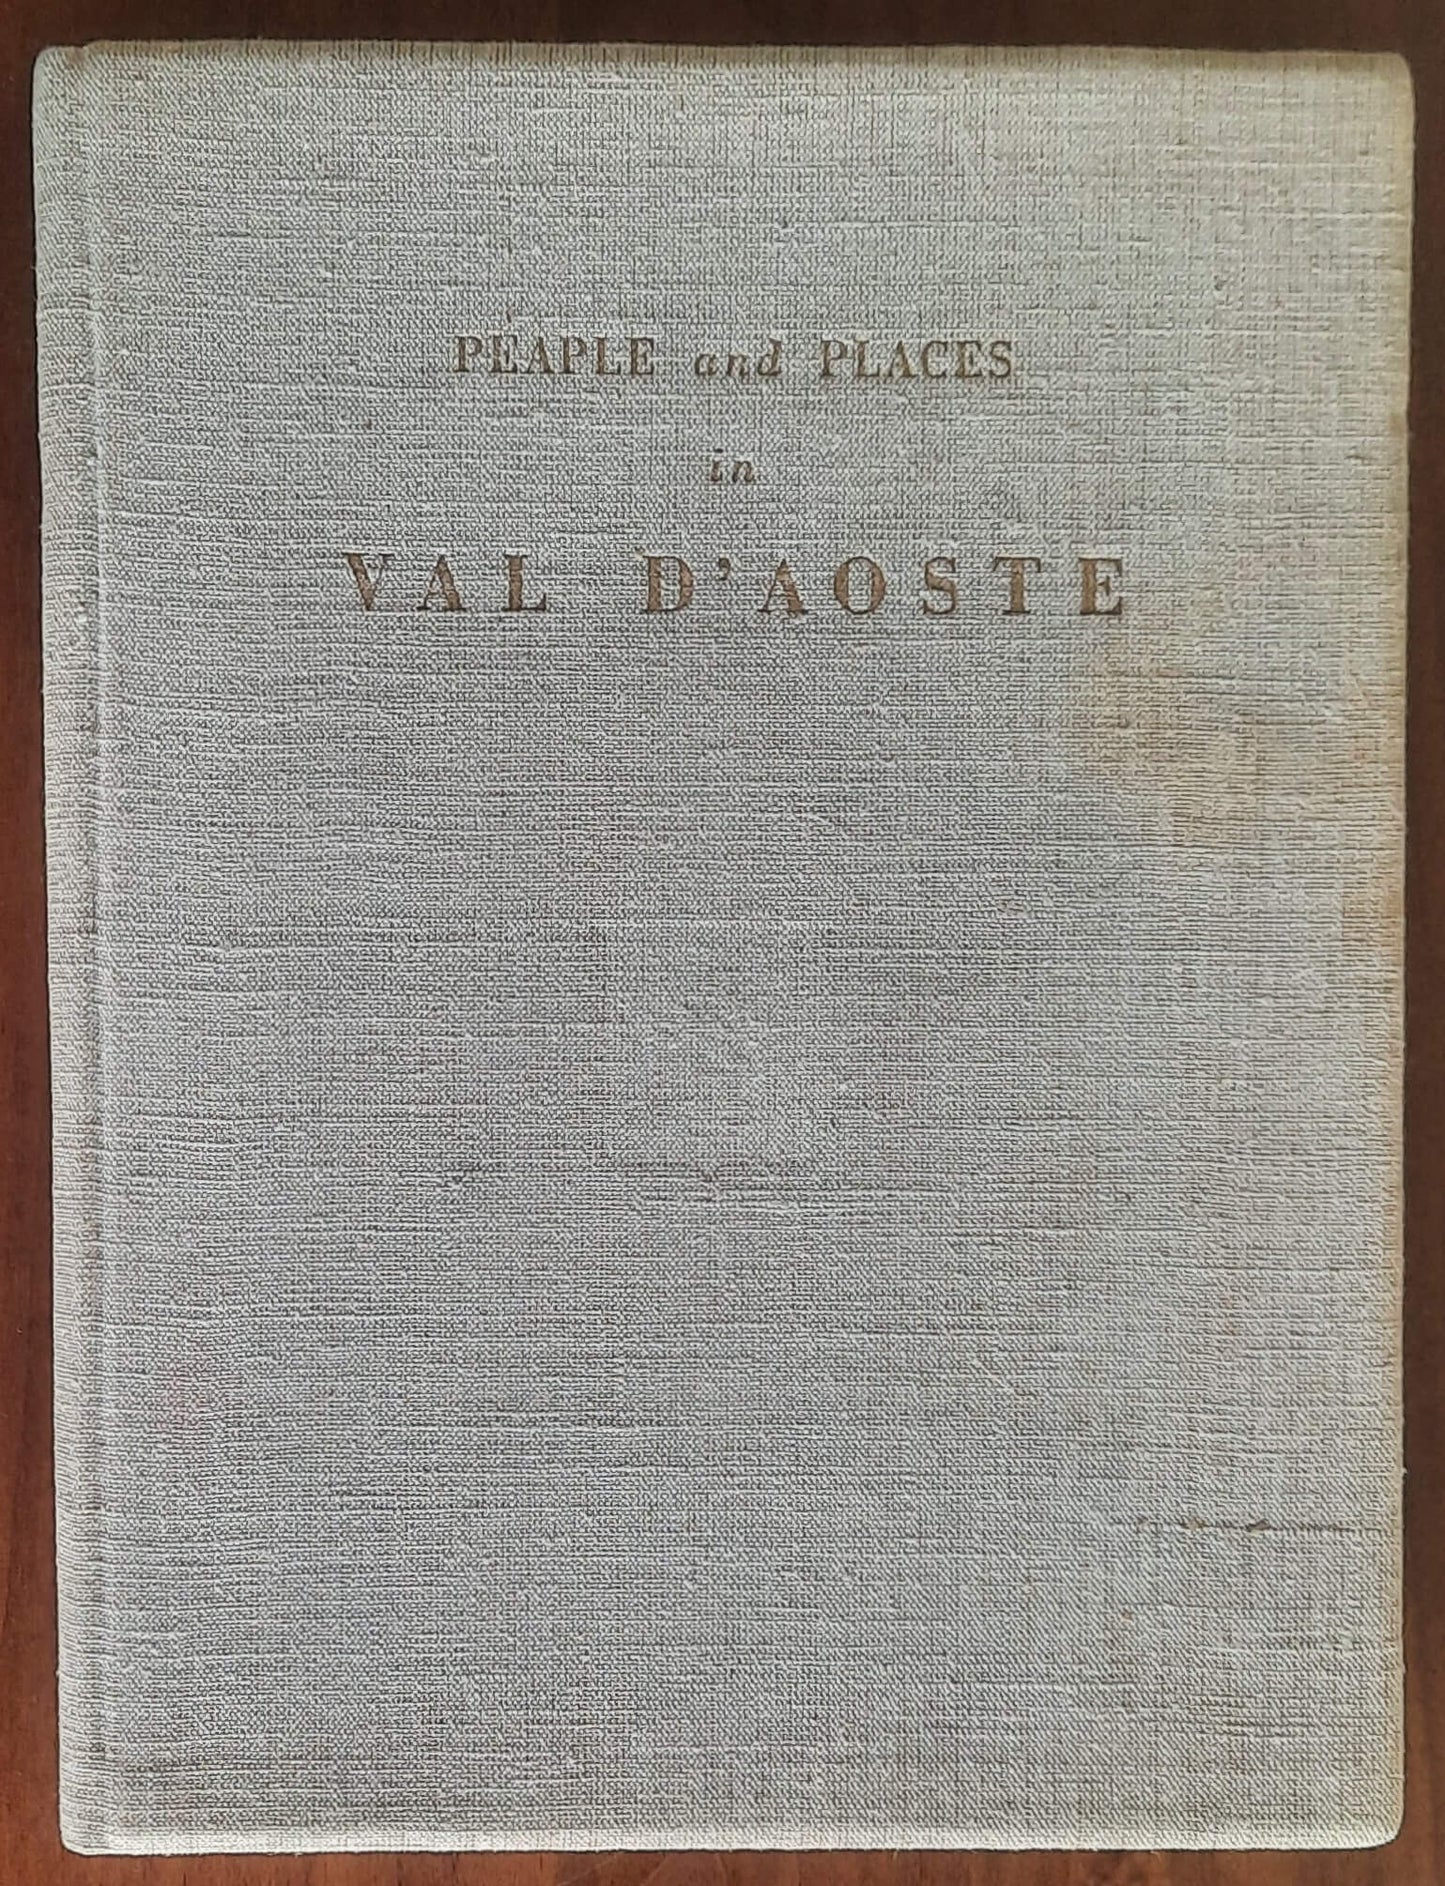 PEAPLE and PLACES
in
VAL D'AOSTE